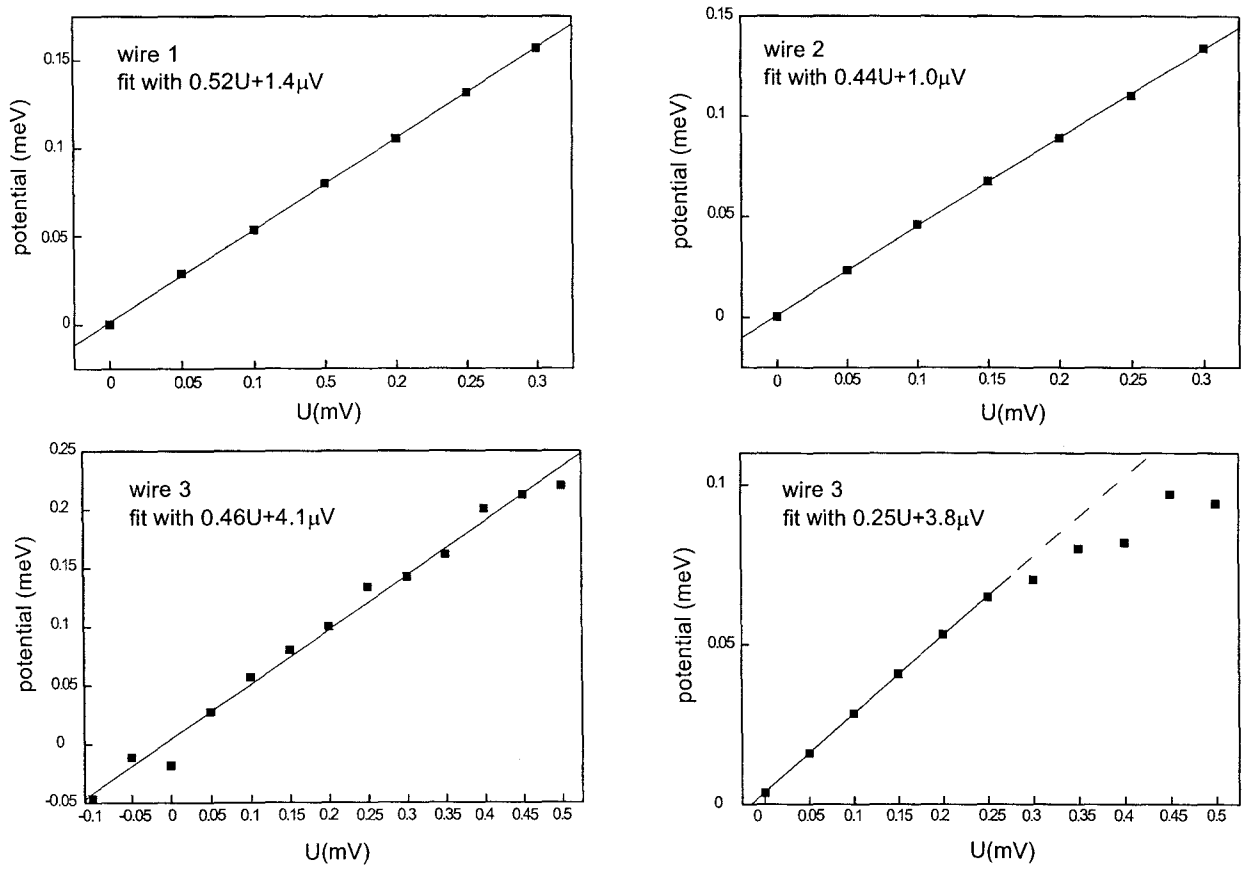 wire 1
fit with 0.52U+1.4μV
0.15
0.1
0.05
0
potential (meV)
0 0.05 0.1 0.5 0.2 0.25 0.3
U(mV)
wire 2
fit with 0.44U+1.0μV
0.15
0.1
0.05
0
potential (meV)
0 0.05 0.1 0.15 0.2 0.25 0.3
U(mV)
wire 3
fit with 0.46U+4.1μV
0.25
0.2
0.15
0.1
0.05
0
-0.05
potential (meV)
-0.1 -0.05 0 0.05 0.1 0.15 0.2 0.25 0.3 0.35 0.4 0.45 0.5
U(mV)
wire 3
fit with 0.25U+3.8μV
0.1
0.05
0
potential (meV)
0 0.05 0.1 0.15 0.2 0.25 0.3 0.35 0.4 0.45 0.5
U(mV)